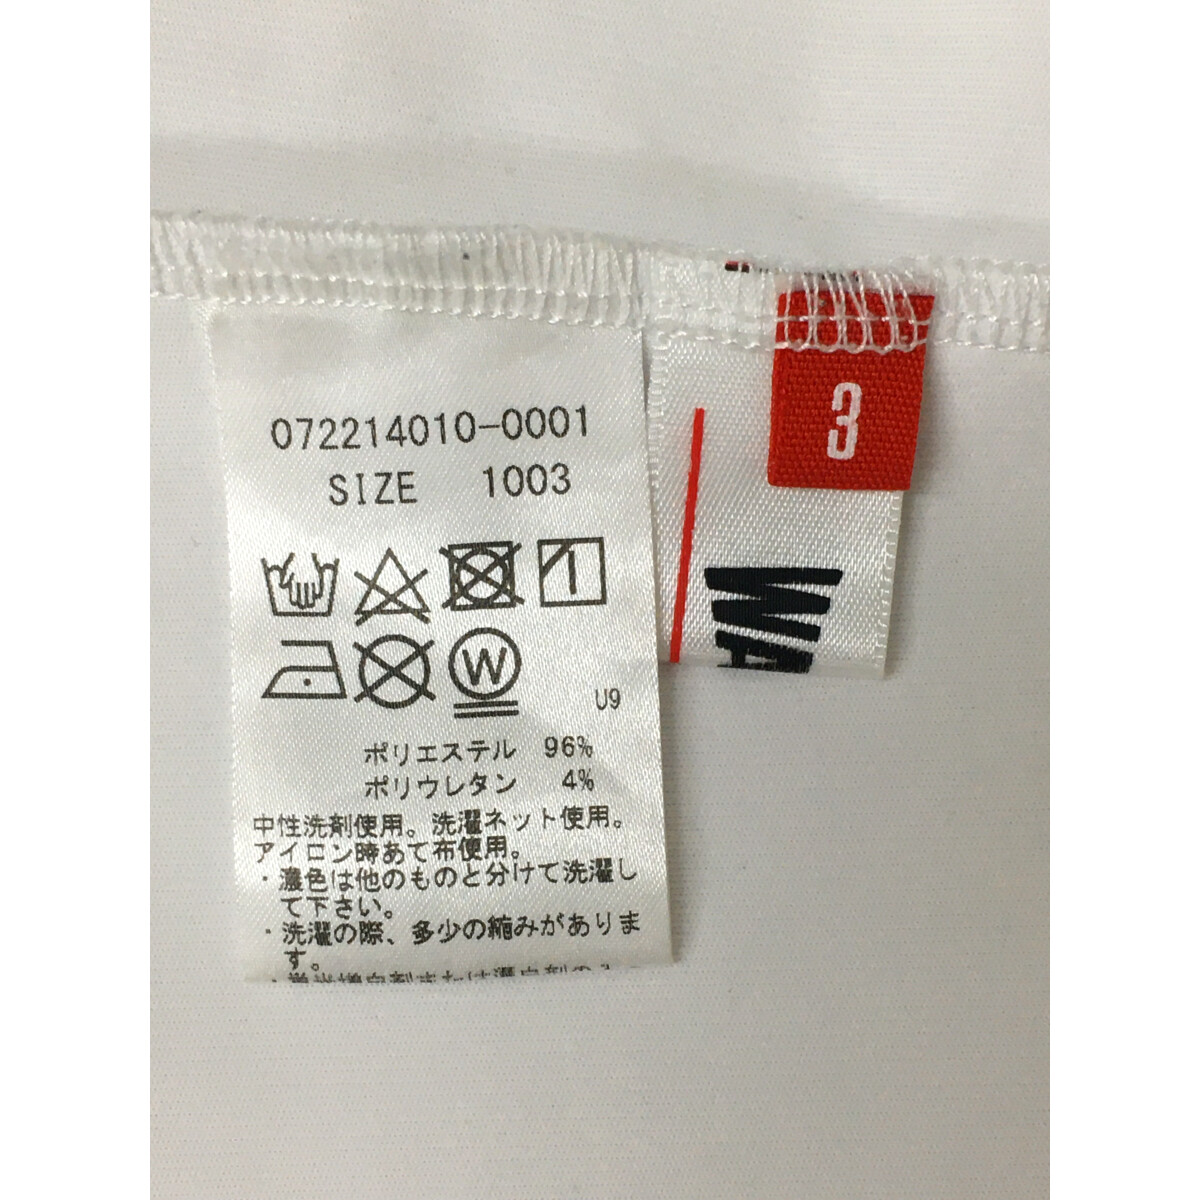 072214010-0001
SIZE 1003
W
U9
ポリエステル 96%
ポリウレタン 4%
中性洗剤使用。洗濯ネット使用。
アイロン時あて布使用。
・濃色は他のものと分けて洗濯し
て下さい。
・洗濯の際、多少の縮みがありま
す。
3
WA